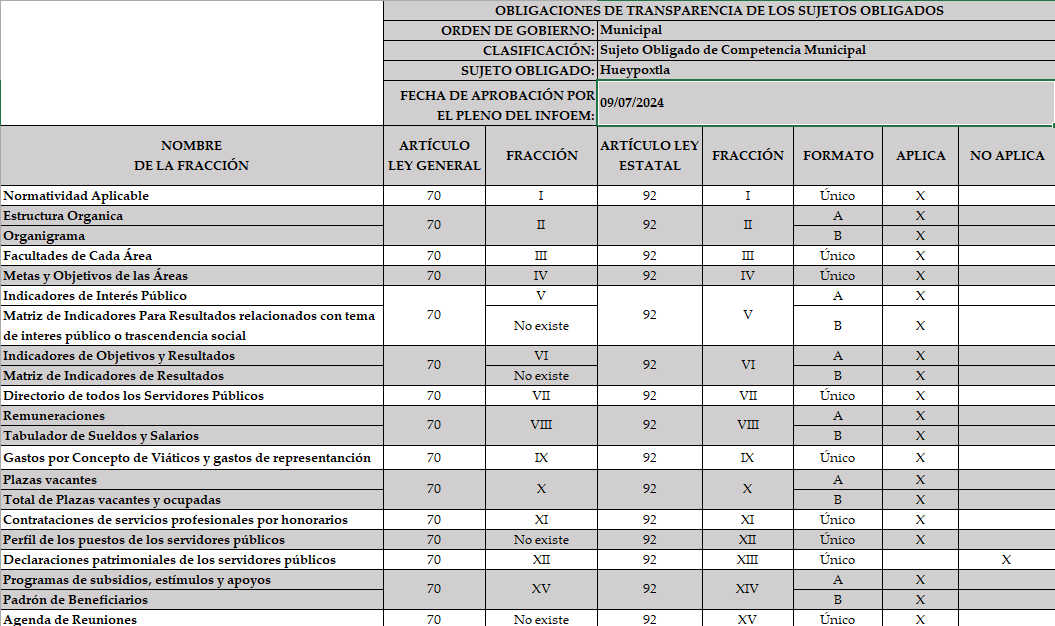 OBLIGACIONES DE TRANSPARENCIA DE LOS SUJETOS OBLIGADOS
ORDEN DE GOBIERNO: Municipal
CLASIFICACIÓN: Sujeto Obligado de Competencia Municipal
SUJETO OBLIGADO: Hueypoxtla
FECHA DE APROBACIÓN POR
EL PLENO DEL INFOEM: 09/07/2024
NOMBRE
DE LA FRACCIÓN
ARTÍCULO
LEY GENERAL
FRACCIÓN
ARTÍCULO LEY
ESTATAL
FRACCIÓN
FORMATO
APLICA
NO APLICA
Normatividad Aplicable 70 I 92 I Único X
Estructura Organica 70 II 92 II A X
Organigrama B X
Facultades de Cada Área 70 III 92 III Único X
Metas y Objetivos de las Áreas 70 IV 92 IV Único X
Indicadores de Interés Público 70 V 92 V A X
Matriz de Indicadores Para Resultados relacionados con tema
de interes público o trascendencia social No existe B X
Indicadores de Objetivos y Resultados 70 VI 92 VI A X
Matriz de Indicadores de Resultados No existe B X
Directorio de todos los Servidores Públicos 70 VII 92 VII Único X
Remuneraciones 70 VIII 92 VIII A X
Tabulador de Sueldos y Salarios B X
Gastos por Concepto de Viáticos y gastos de representanción 70 IX 92 IX Único X
Plazas vacantes 70 X 92 X A X
Total de Plazas vacantes y ocupadas B X
Contrataciones de servicios profesionales por honorarios 70 XI 92 XI Único X
Perfil de los puestos de los servidores públicos 70 No existe 92 XII Único X
Declaraciones patrimoniales de los servidores públicos 70 XII 92 XIII Único X
Programas de subsidios, estímulos y apoyos 70 XV 92 XIV A X
Padrón de Beneficiarios B X
Agenda de Reuniones 70 No existe 92 XV Único X